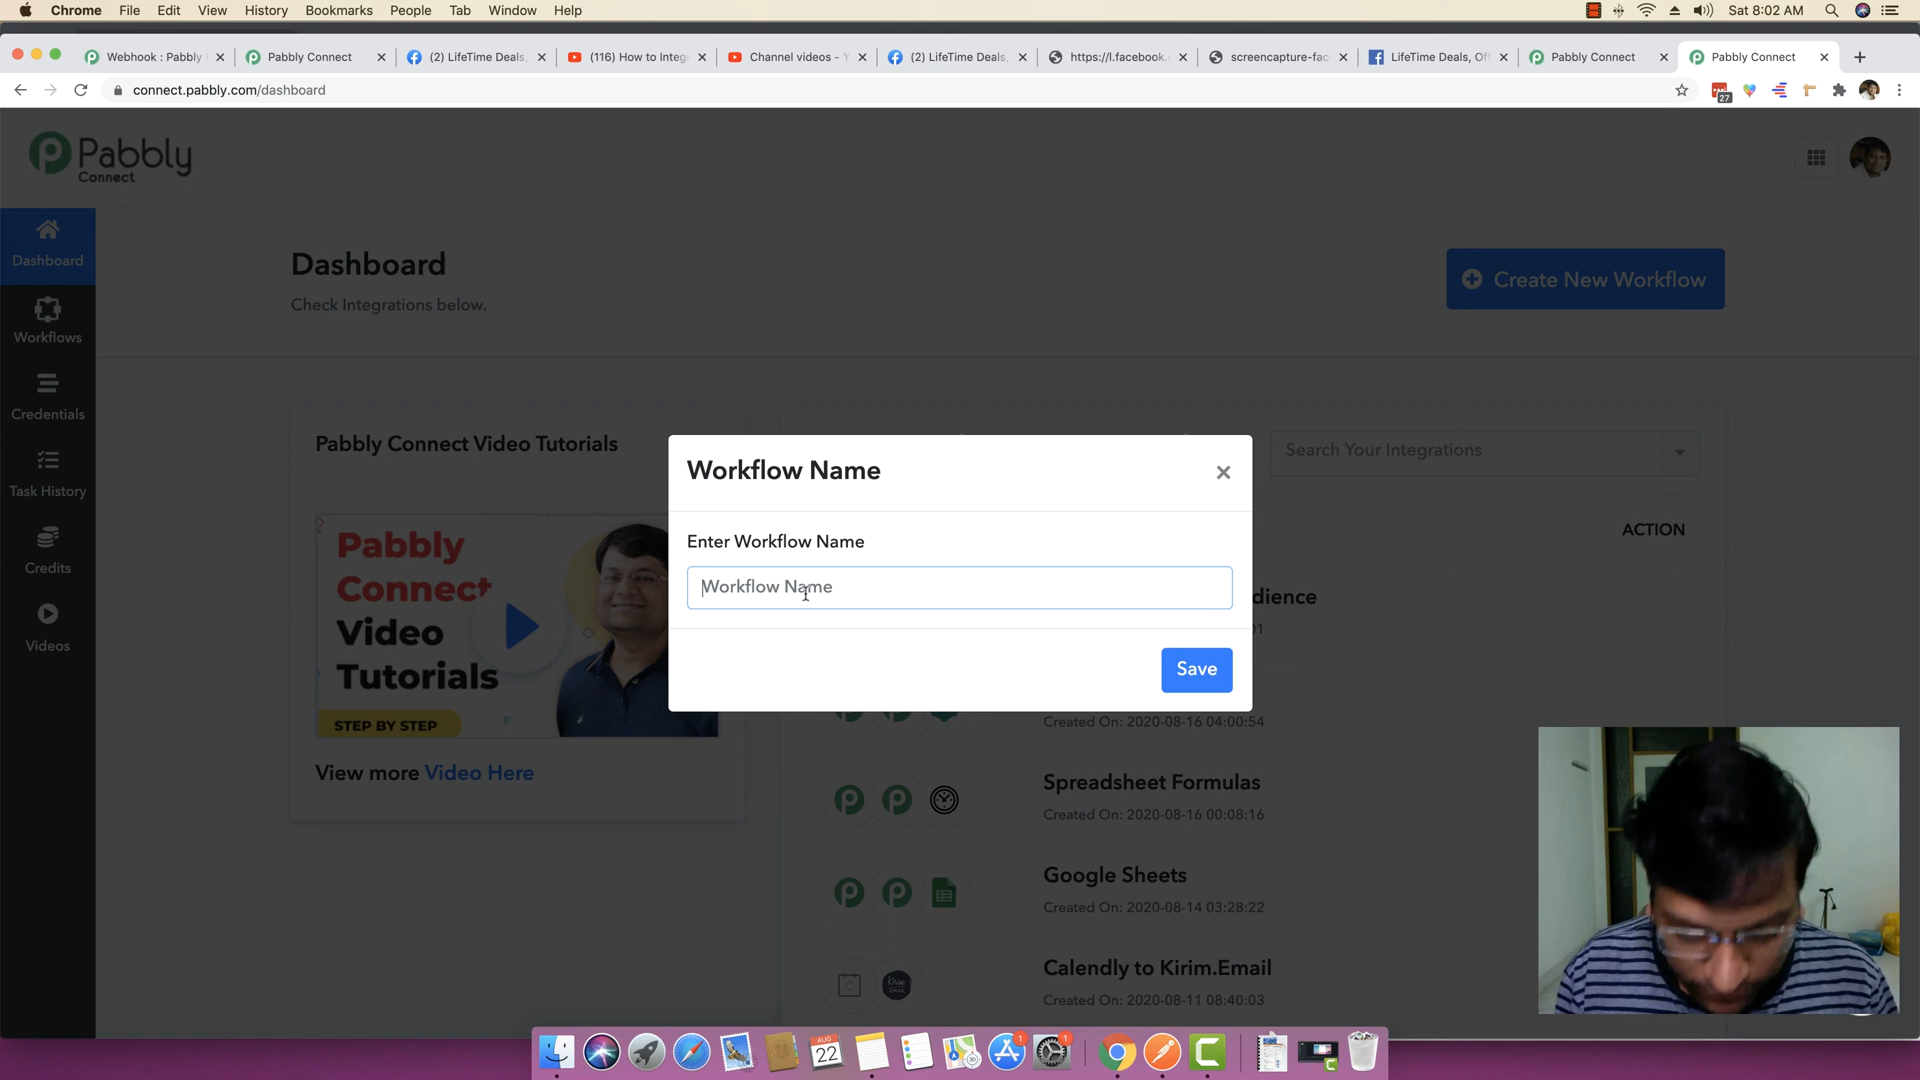 Chrome File Edit View History Bookmarks People Tab Window Help Sat 8:02 AM
Webhook : Pabbly Pabbly Connect (2) LifeTime Deals, (116) How to Integ Channel videos - Y (2) LifeTime Deals, https://l.facebook. screencapture-fac LifeTime Deals, Of Pabbly Connect Pabbly Connect
connect.pabbly.com/dashboard
27
Pabbly
Connect
Dashboard
Workflows
Credentials
Task History
Credits
Videos
Dashboard
Check Integrations below.
Create New Workflow
Pabbly Connect Video Tutorials
Pabbly
Connect
Video
Tutorials
STEP BY STEP
View more Video Here
Search Your Integrations
ACTION
Workflow Name
×
Enter Workflow Name
Workflow Name
Save
dience
01
Created On: 2020-08-16 04:00:54
Spreadsheet Formulas
Created On: 2020-08-16 00:08:16
Google Sheets
Created On: 2020-08-14 03:28:22
Calendly to Kirim.Email
Created On: 2020-08-11 08:40:03
AUG
22
1
1